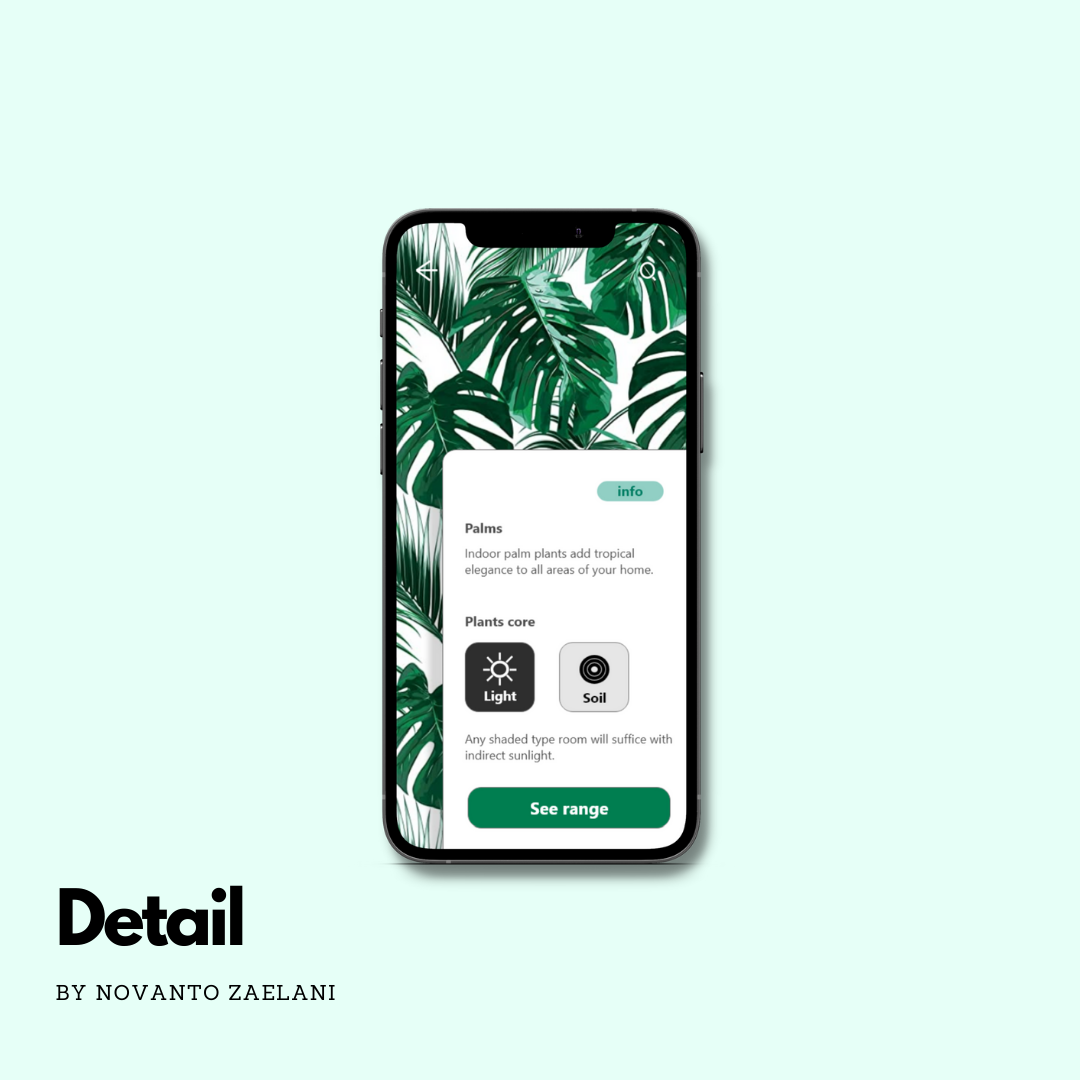 info
Palms
Indoor palm plants add tropical
elegance to all areas of your home.
Plants core
Light
Soil
Any shaded type room will suffice with
indirect sunlight.
See range
Detail
BY NOVANTO ZAELANI